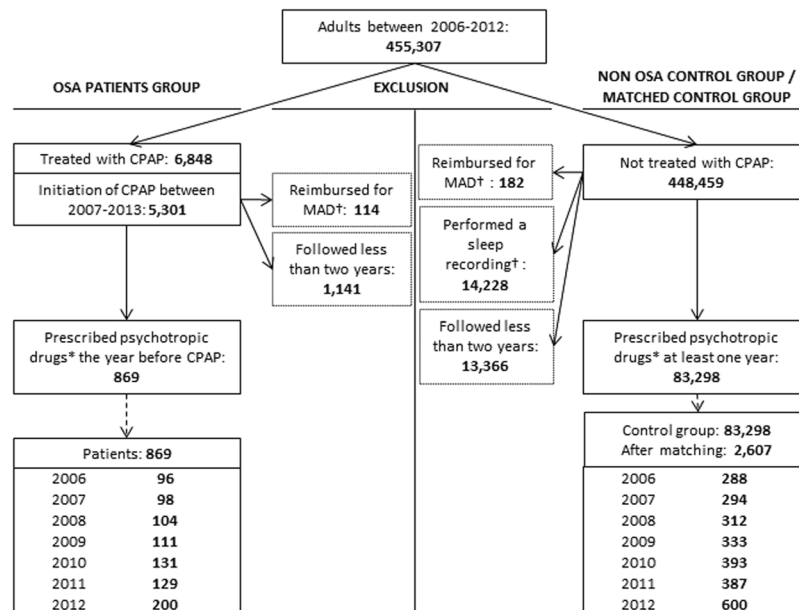 Adults between 2006-2012:
455,307
OSA PATIENTS GROUP
EXCLUSION
NON OSA CONTROL GROUP /
MATCHED CONTROL GROUP
Treated with CPAP: 6,848
Initiation of CPAP between
2007-2013: 5,301
Reimbursed for
MAD†: 114
Followed less
than two years:
1,141
Reimbursed for
MAD† : 182
Performed a
sleep
recording† :
14,228
Followed less
than two years:
13,366
Not treated with CPAP:
448,459
Prescribed psychotropic
drugs* the year before CPAP:
869
Prescribed psychotropic
drugs* at least one year:
83,298
Patients: 869
2006 96
2007 98
2008 104
2009 111
2010 131
2011 129
2012 200
Control group: 83,298
After matching: 2,607
2006 288
2007 294
2008 312
2009 333
2010 393
2011 387
2012 600